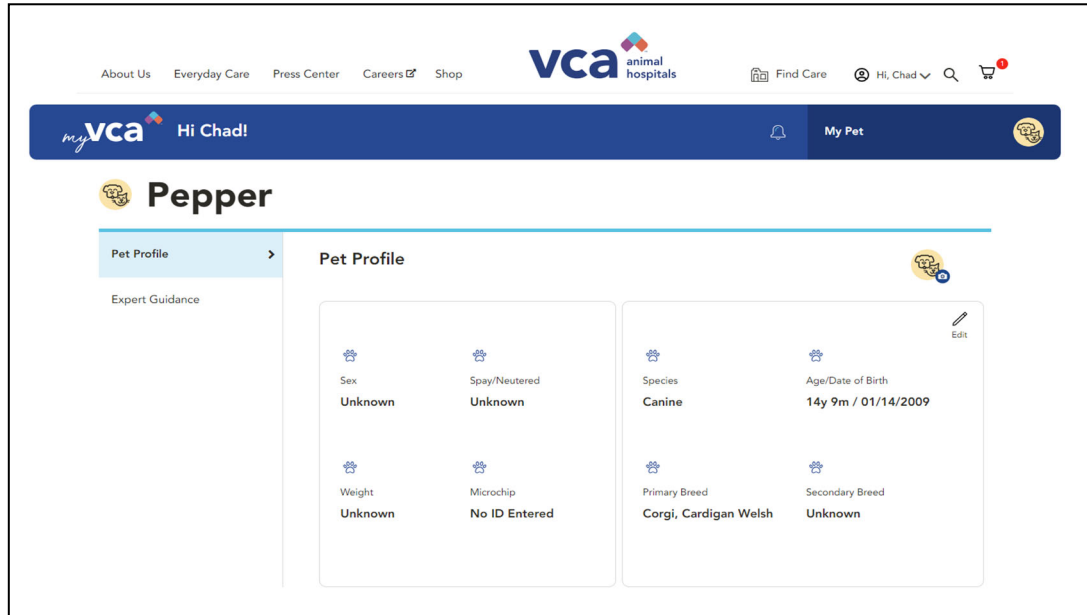 About Us Everyday Care Press Center Careers Shop vca animal hospitals Find Care Hi, Chad 1
my vca Hi Chad! My Pet
Pepper
Pet Profile
Expert Guidance
Pet Profile
Edit
Sex Spay/Neutered Species Age/Date of Birth
Unknown Unknown Canine 14y 9m / 01/14/2009
Weight Microchip Primary Breed Secondary Breed
Unknown No ID Entered Corgi, Cardigan Welsh Unknown